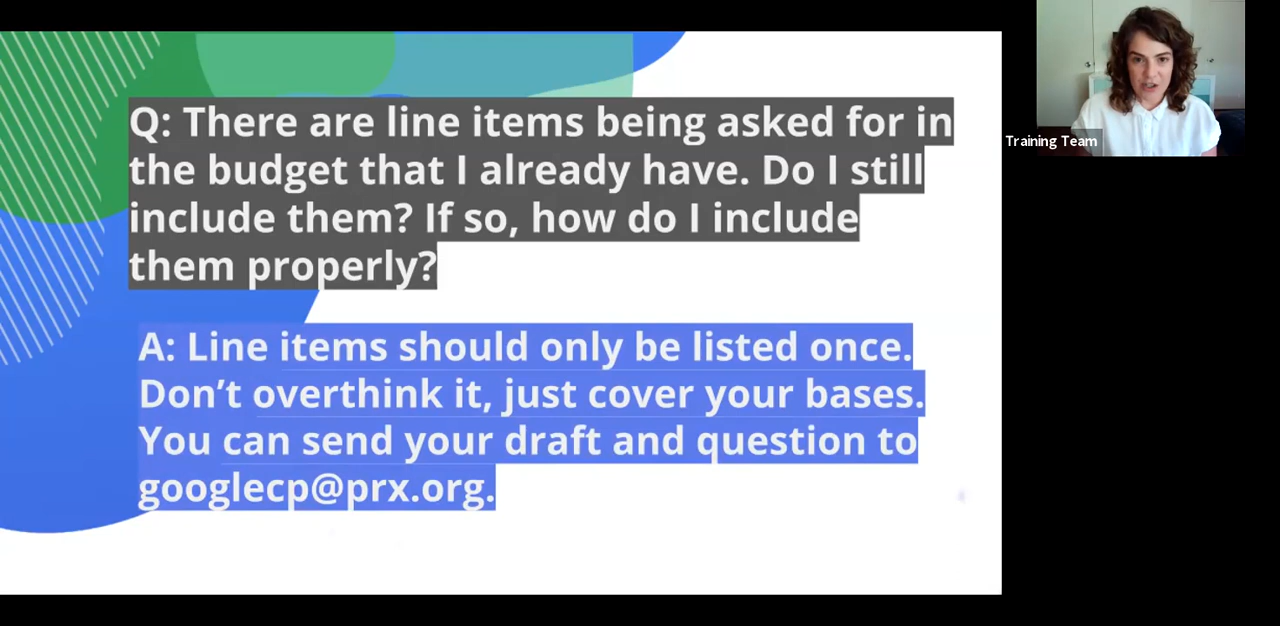 Q: There are line items being asked for in
the budget that I already have. Do I still
include them? If so, how do I include
them properly?
A: Line items should only be listed once.
Don’t overthink it, just cover your bases.
You can send your draft and question to
googlecp@prx.org.
Training Team